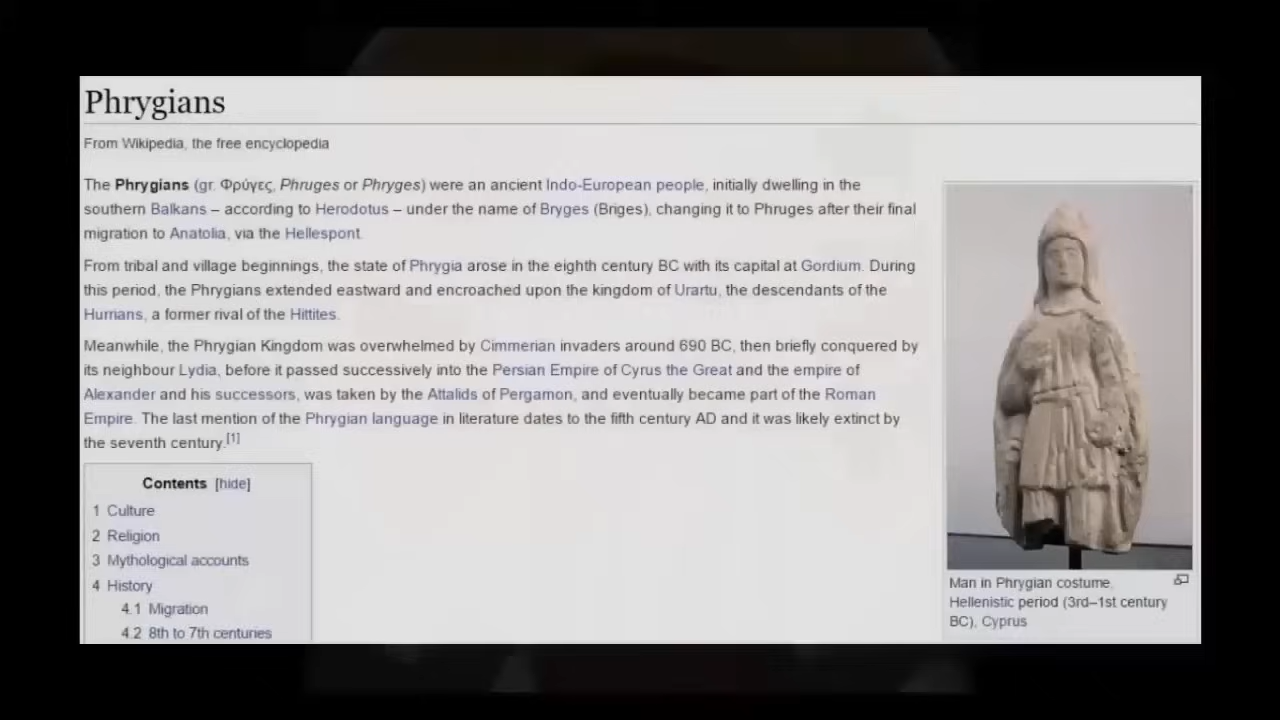 Phrygians
From Wikipedia, the free encyclopedia
The Phrygians (gr. Φρύγες, Phruges or Phryges) were an ancient Indo-European people, initially dwelling in the
southern Balkans – according to Herodotus – under the name of Bryges (Briges), changing it to Phruges after their final
migration to Anatolia, via the Hellespont.
From tribal and village beginnings, the state of Phrygia arose in the eighth century BC with its capital at Gordium. During
this period, the Phrygians extended eastward and encroached upon the kingdom of Urartu, the descendants of the
Hurrians, a former rival of the Hittites.
Meanwhile, the Phrygian Kingdom was overwhelmed by Cimmerian invaders around 690 BC, then briefly conquered by
its neighbour Lydia, before it passed successively into the Persian Empire of Cyrus the Great and the empire of
Alexander and his successors, was taken by the Attalids of Pergamon, and eventually became part of the Roman
Empire. The last mention of the Phrygian language in literature dates to the fifth century AD and it was likely extinct by
the seventh century.[1]
Contents [hide]
1 Culture
2 Religion
3 Mythological accounts
4 History
4.1 Migration
4.2 8th to 7th centuries
Man in Phrygian costume,
Hellenistic period (3rd–1st century
BC), Cyprus